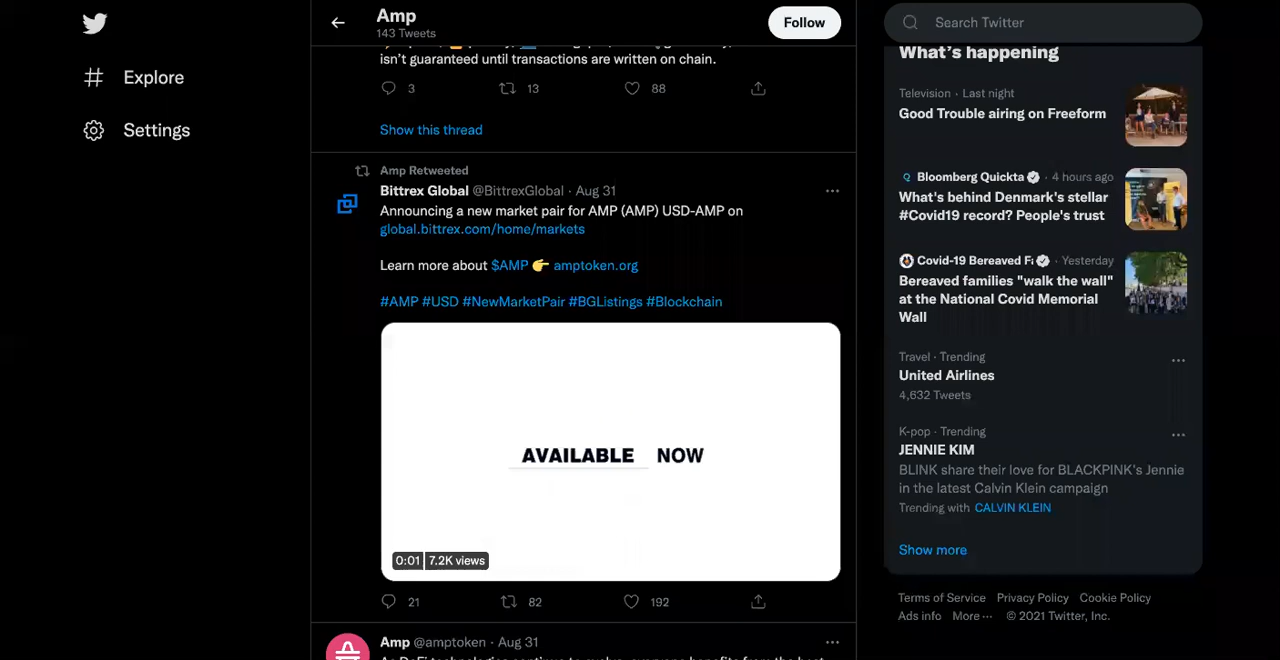 Explore
Settings
Amp
143 Tweets
Follow
isn't guaranteed until transactions are written on chain.
3 13 88
Show this thread
Amp Retweeted
Bittrex Global @BittrexGlobal · Aug 31
Announcing a new market pair for AMP (AMP) USD-AMP on
global.bittrex.com/home/markets
Learn more about $AMP 👉 amptoken.org
#AMP #USD #NewMarketPair #BGListings #Blockchain
AVAILABLE NOW
0:01 7.2K views
21 82 192
Amp @amptoken · Aug 31
Search Twitter
What's happening
Television · Last night
Good Trouble airing on Freeform
Bloomberg Quickta · 4 hours ago
What's behind Denmark's stellar
#Covid19 record? People's trust
Covid-19 Bereaved Fa · Yesterday
Bereaved families "walk the wall"
at the National Covid Memorial
Wall
Travel · Trending
United Airlines
4,632 Tweets
K-pop · Trending
JENNIE KIM
BLINK share their love for BLACKPINK's Jennie
in the latest Calvin Klein campaign
Trending with CALVIN KLEIN
Show more
Terms of Service Privacy Policy Cookie Policy
Ads info More ··· © 2021 Twitter, Inc.